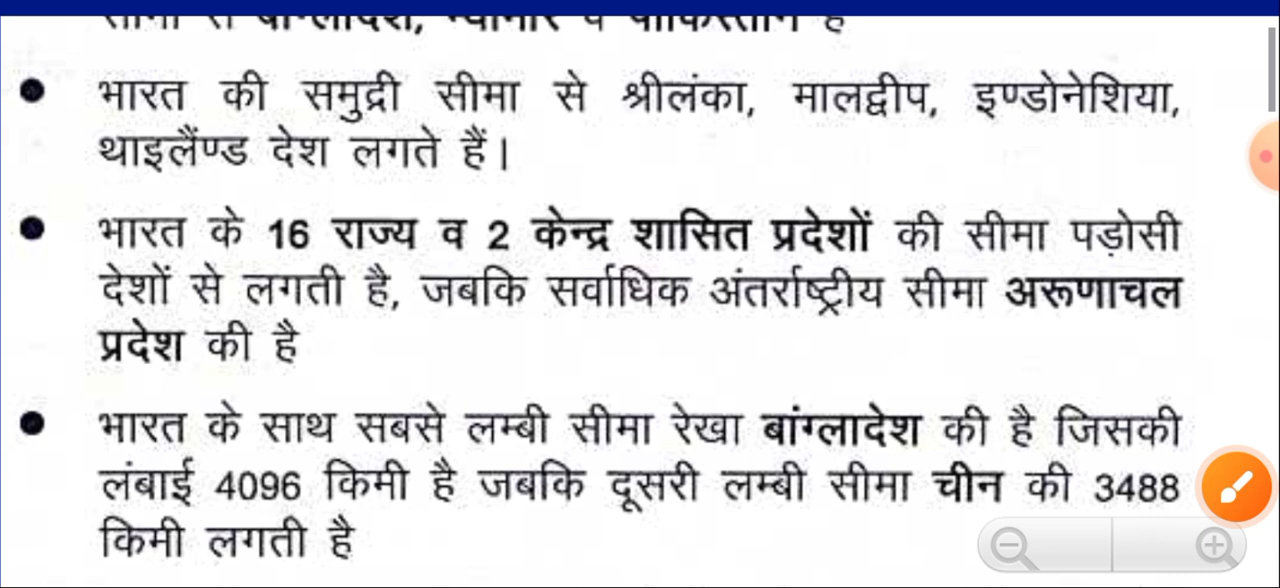 सीमा से बांग्लादेश, म्यांमार व पाकिस्तान है
भारत की समुद्री सीमा से श्रीलंका, मालद्वीप, इण्डोनेशिया,
थाइलैंण्ड देश लगते हैं।
भारत के 16 राज्य व 2 केन्द्र शासित प्रदेशों की सीमा पड़ोसी
देशों से लगती है, जबकि सर्वाधिक अंतर्राष्ट्रीय सीमा अरूणाचल
प्रदेश की है
भारत के साथ सबसे लम्बी सीमा रेखा बांग्लादेश की है जिसकी
लंबाई 4096 किमी है जबकि दूसरी लम्बी सीमा चीन की 3488
किमी लगती है